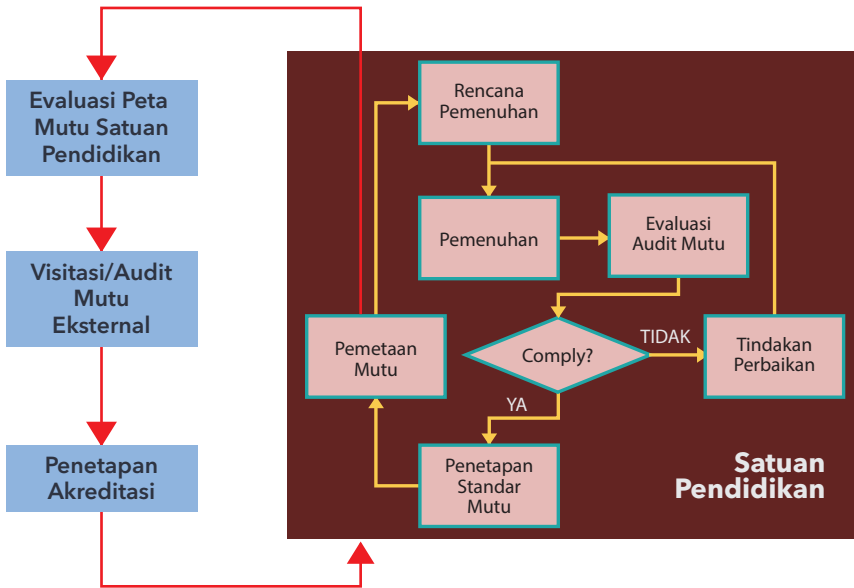 Evaluasi Peta
Mutu Satuan
Pendidikan
Visitasi/Audit
Mutu
Eksternal
Penetapan
Akreditasi
Rencana
Pemenuhan
Pemenuhan
Evaluasi
Audit Mutu
Pemetaan
Mutu
Comply?
TIDAK
Tindakan
Perbaikan
YA
Penetapan
Standar
Mutu
Satuan
Pendidikan